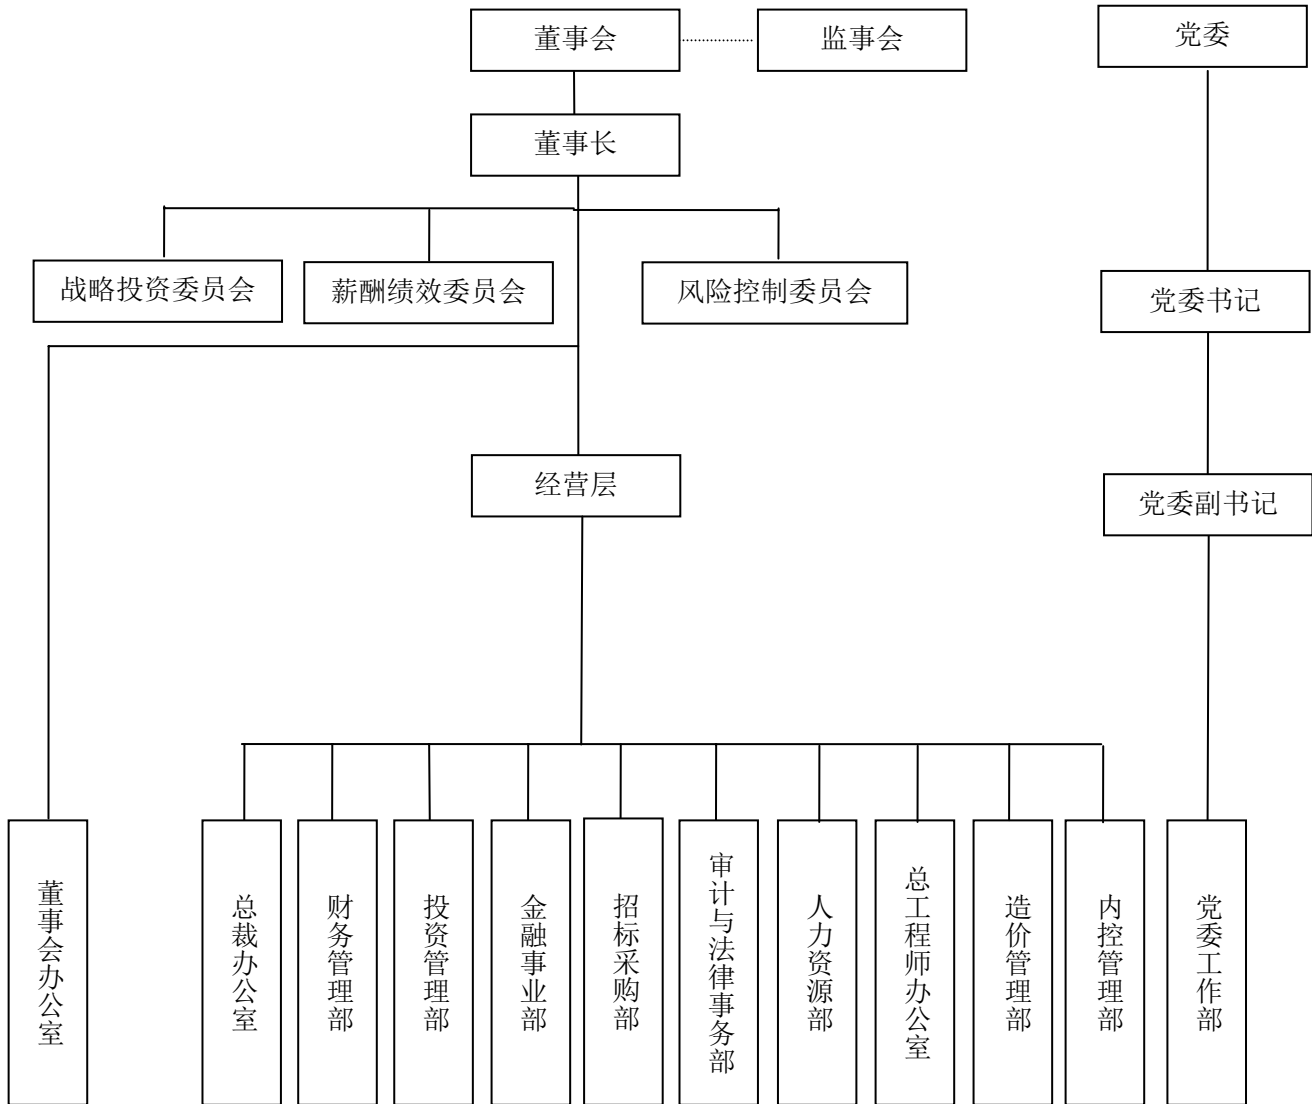 董事会
监事会
党委
董事长
战略投资委员会
薪酬绩效委员会
风险控制委员会
党委书记
经营层
党委副书记
董事会办公室
总裁办公室
财务管理部
投资管理部
金融事业部
招标采购部
审计与法律事务部
人力资源部
总工程师办公室
造价管理部
内控管理部
党委工作部